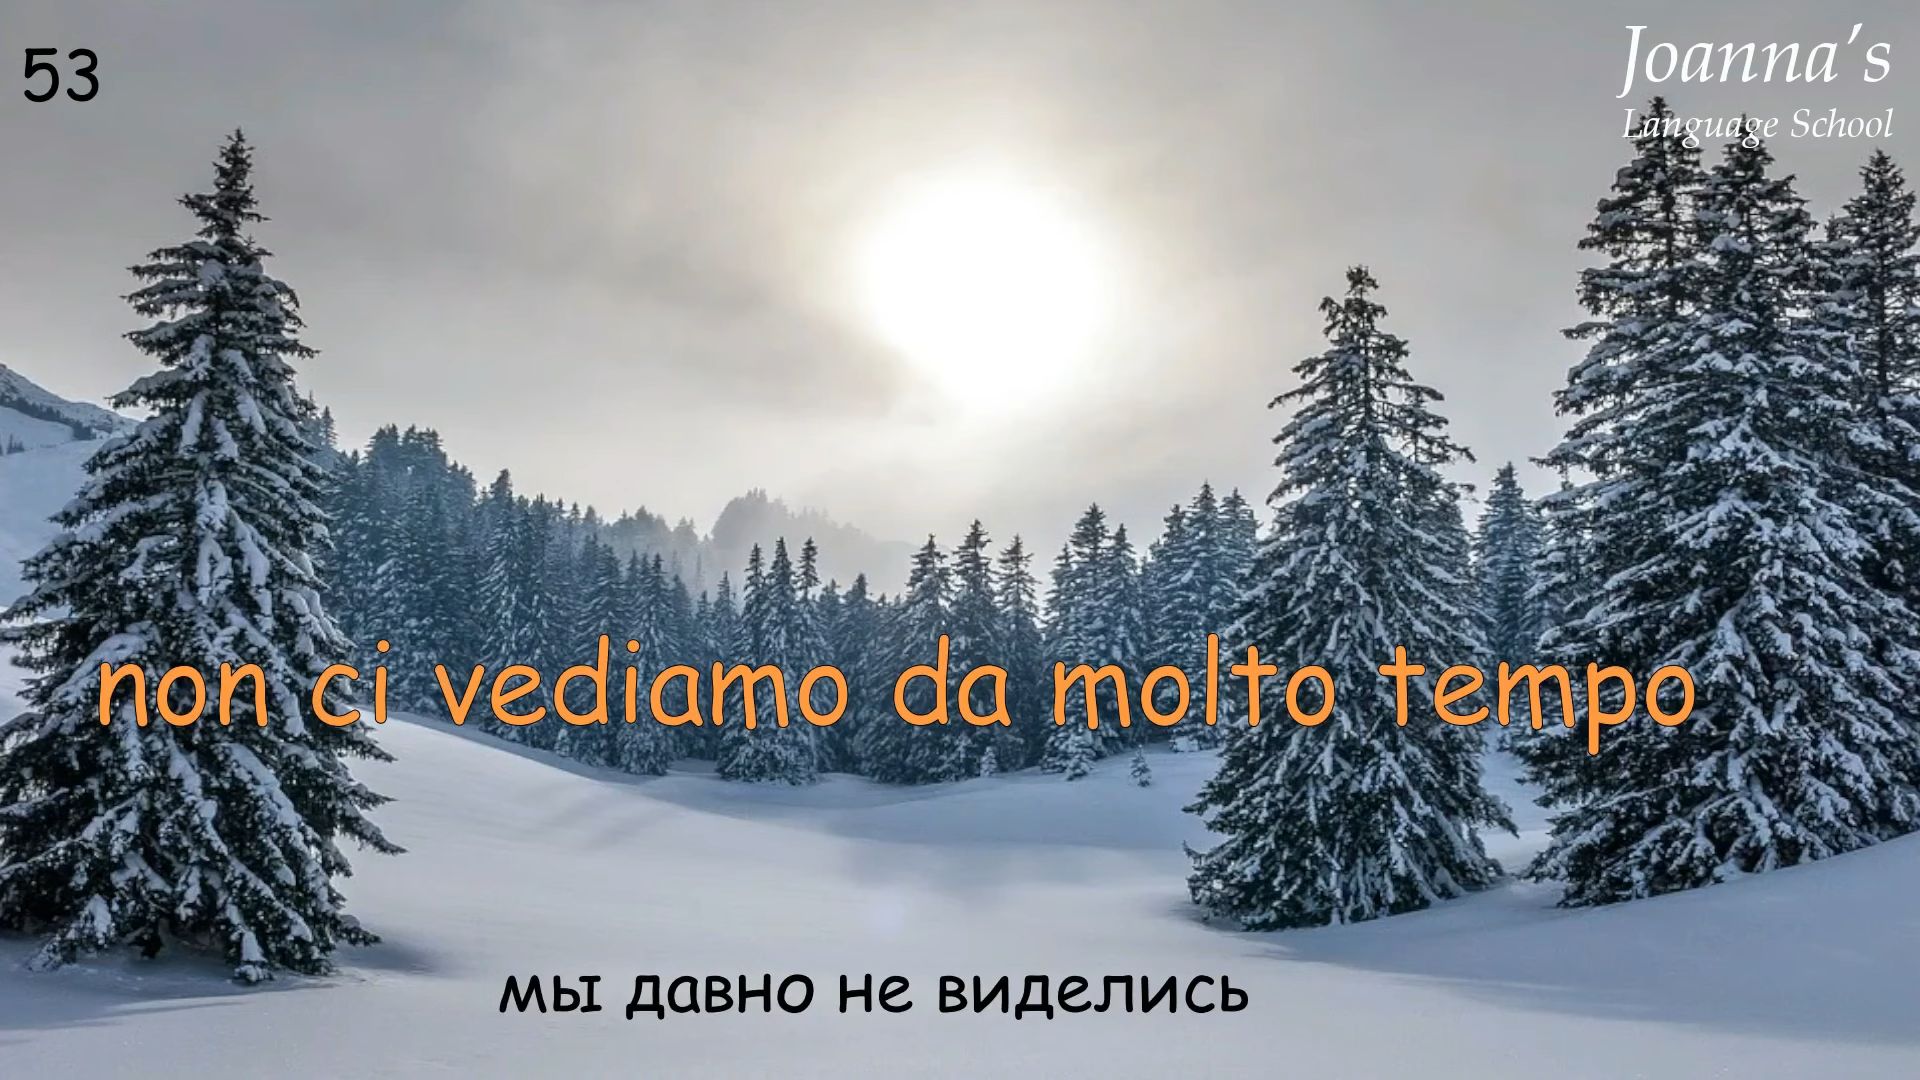 53
Joanna's
Language School
non ci vediamo da molto tempo
мы давно не виделись